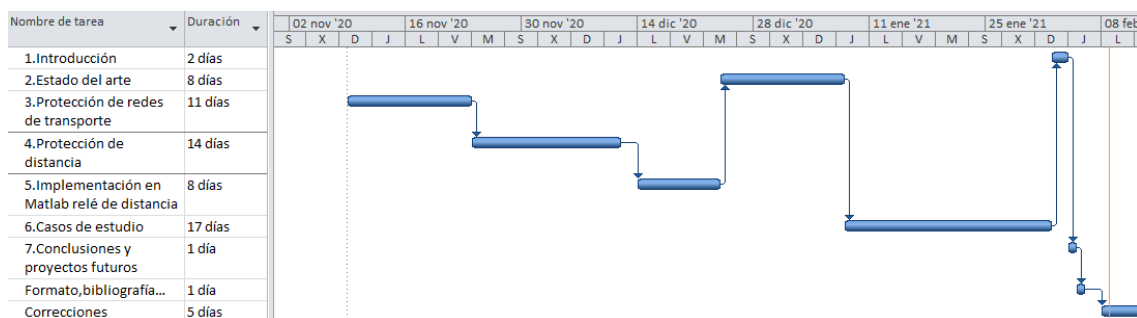 Nombre de tarea Duración 02 nov '20 16 nov '20 30 nov '20 14 dic '20 28 dic '20 11 ene '21 25 ene '21 08 feb
S X D J L V M S X D J L V M S X D J L V M S X D J L
1.Introducción 2 días
2.Estado del arte 8 días
3.Protección de redes 11 días
de transporte
4.Protección de 14 días
distancia
5.Implementación en 8 días
Matlab relé de distancia
6.Casos de estudio 17 días
7.Conclusiones y 1 día
proyectos futuros
Formato,bibliografía... 1 día
Correcciones 5 días